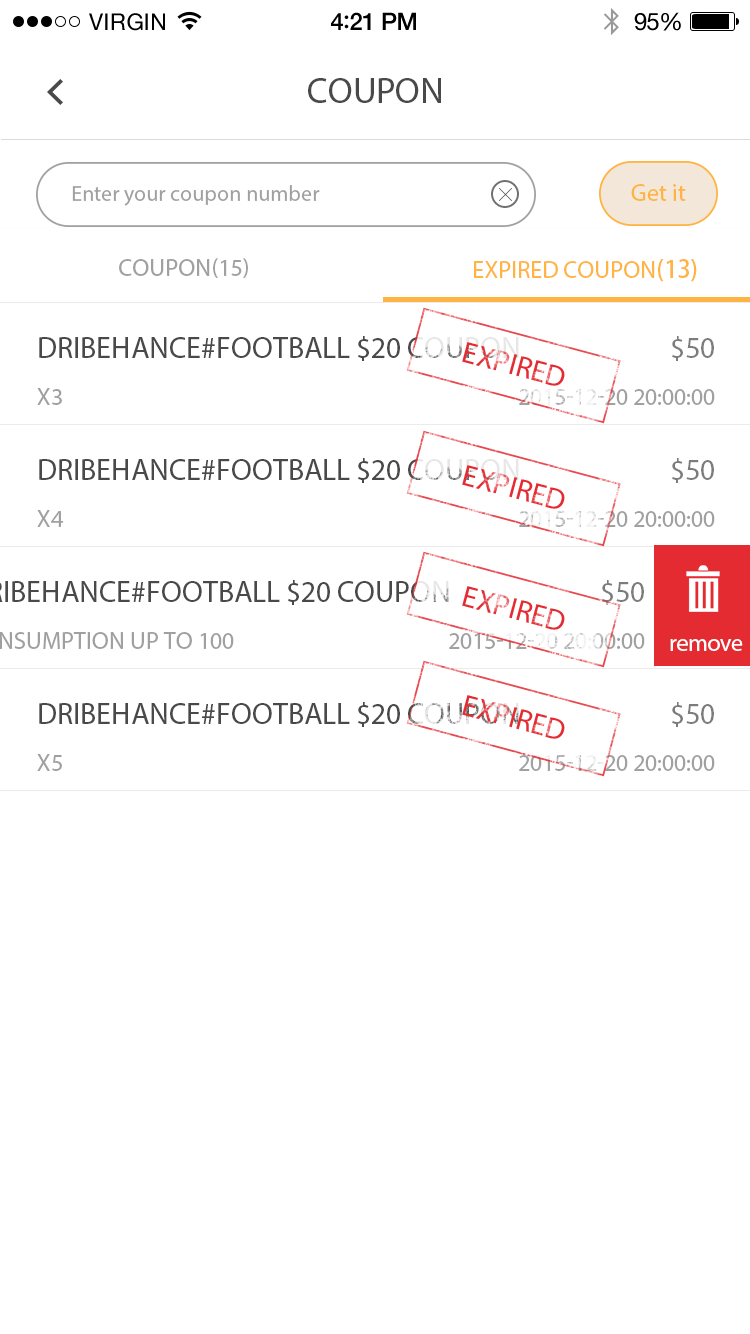 VIRGIN 4:21 PM 95%
COUPON
Enter your coupon number Get it
COUPON(15) EXPIRED COUPON(13)
DRIBEHANCE#FOOTBALL $20 COUPON $50
EXPIRED
X3 2015-12-20 20:00:00
DRIBEHANCE#FOOTBALL $20 COUPON $50
EXPIRED
X4 2015-12-20 20:00:00
RIBEHANCE#FOOTBALL $20 COUPON $50
EXPIRED
NSUMPTION UP TO 100 2015-12-20 20:00:00 remove
DRIBEHANCE#FOOTBALL $20 COUPON $50
EXPIRED
X5 2015-12-20 20:00:00